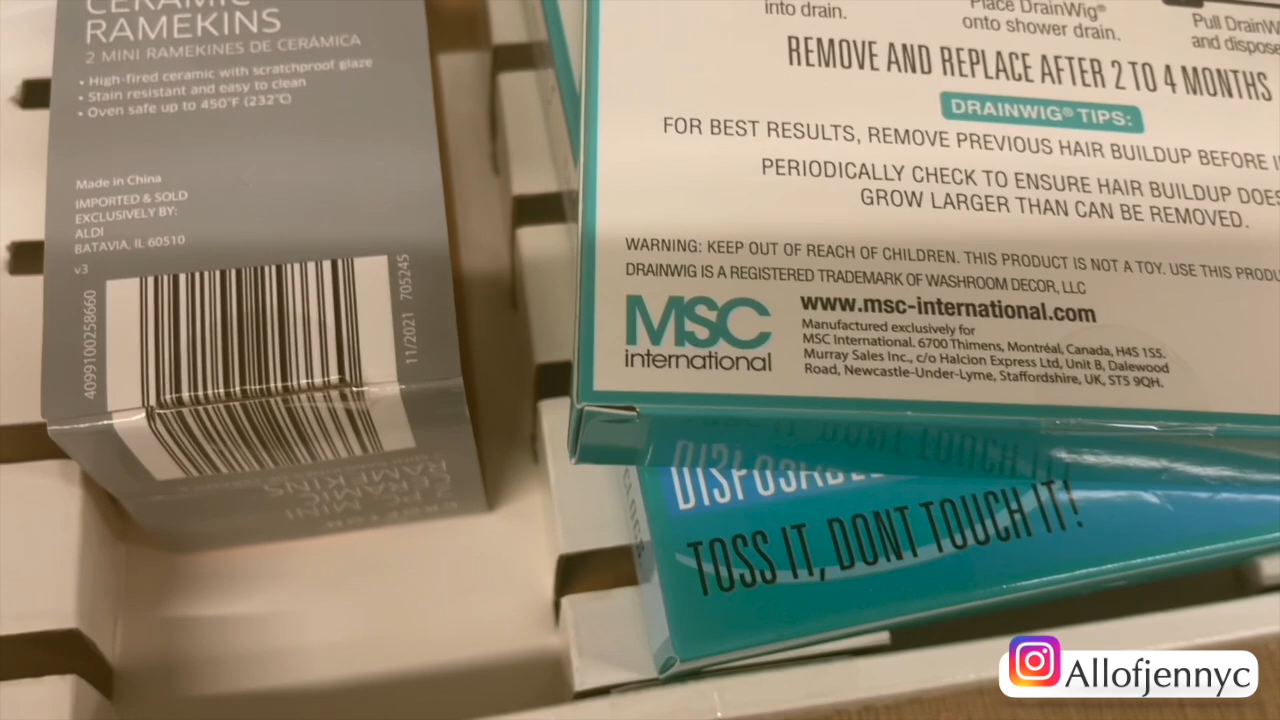 CERAMIC
RAMEKINS
2 MINI RAMEKINES DE CERÁMICA
• High-fired ceramic with scratchproof glaze
• Stain resistant and easy to clean
• Oven safe up to 450°F (232°C)
Made in China
IMPORTED & SOLD
EXCLUSIVELY BY:
ALDI
BATAVIA, IL 60510
v3
4099100258660
11/2021 705245
CERAMIC
RAMEKINS
into drain.
Place DrainWig®
onto shower drain.
Pull DrainW
and dispose
REMOVE AND REPLACE AFTER 2 TO 4 MONTHS
DRAINWIG® TIPS:
FOR BEST RESULTS, REMOVE PREVIOUS HAIR BUILDUP BEFORE I
PERIODICALLY CHECK TO ENSURE HAIR BUILDUP DOES
GROW LARGER THAN CAN BE REMOVED.
WARNING: KEEP OUT OF REACH OF CHILDREN. THIS PRODUCT IS NOT A TOY. USE THIS PRODU
DRAINWIG IS A REGISTERED TRADEMARK OF WASHROOM DECOR, LLC
MSC
international
www.msc-international.com
Manufactured exclusively for
MSC International. 6700 Thimens, Montréal, Canada, H4S 1S5.
Murray Sales Inc., c/o Halcion Express Ltd, Unit B, Dalewood
Road, Newcastle-Under-Lyme, Staffordshire, UK, ST5 9QH.
DISPOSABLE
TOSS IT, DONT TOUCH IT!
Allofjennyc